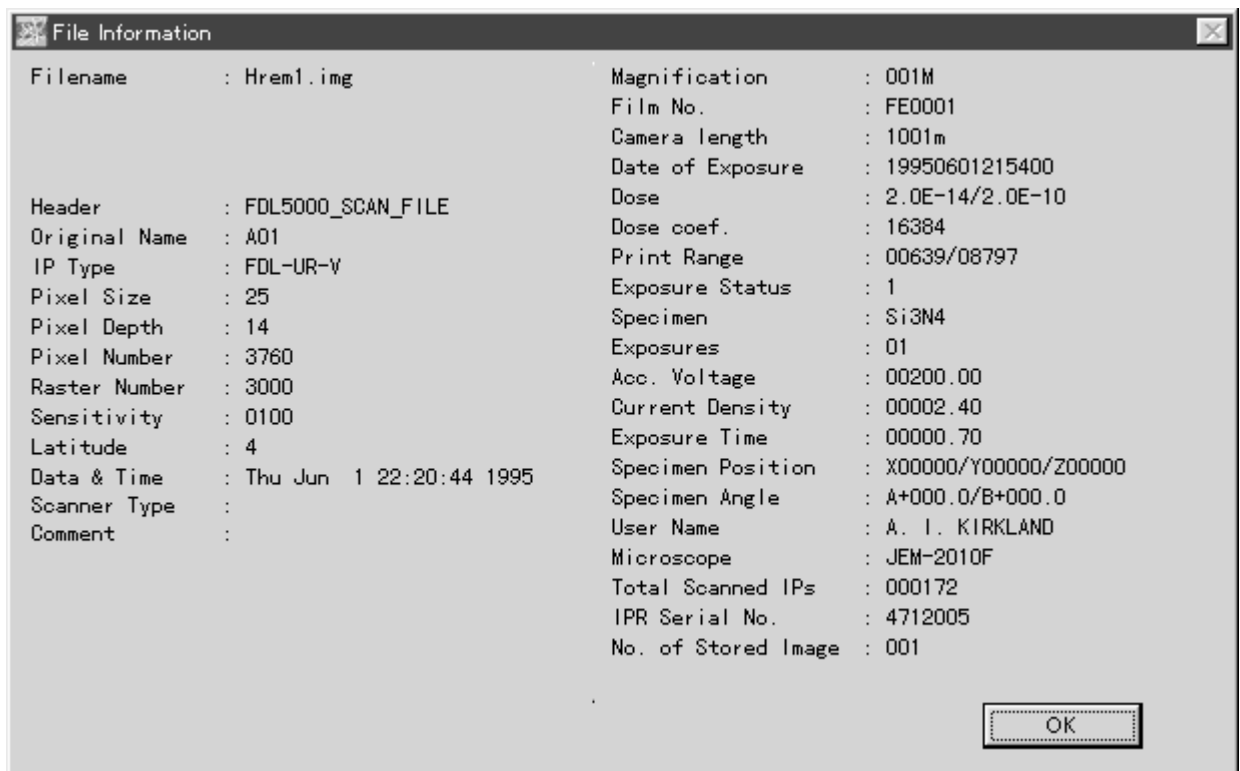 File Information
Filename : Hrem1.img
Header : FDL5000_SCAN_FILE
Original Name : A01
IP Type : FDL-UR-V
Pixel Size : 25
Pixel Depth : 14
Pixel Number : 3760
Raster Number : 3000
Sensitivity : 0100
Latitude : 4
Data & Time : Thu Jun 1 22:20:44 1995
Scanner Type :
Comment :
Magnification : 001M
Film No. : FE0001
Camera length : 1001m
Date of Exposure : 19950601215400
Dose : 2.0E-14/2.0E-10
Dose coef. : 16384
Print Range : 00639/08797
Exposure Status : 1
Specimen : Si3N4
Exposures : 01
Acc. Voltage : 00200.00
Current Density : 00002.40
Exposure Time : 00000.70
Specimen Position : X00000/Y00000/Z00000
Specimen Angle : A+000.0/B+000.0
User Name : A. I. KIRKLAND
Microscope : JEM-2010F
Total Scanned IPs : 000172
IPR Serial No. : 4712005
No. of Stored Image : 001
OK